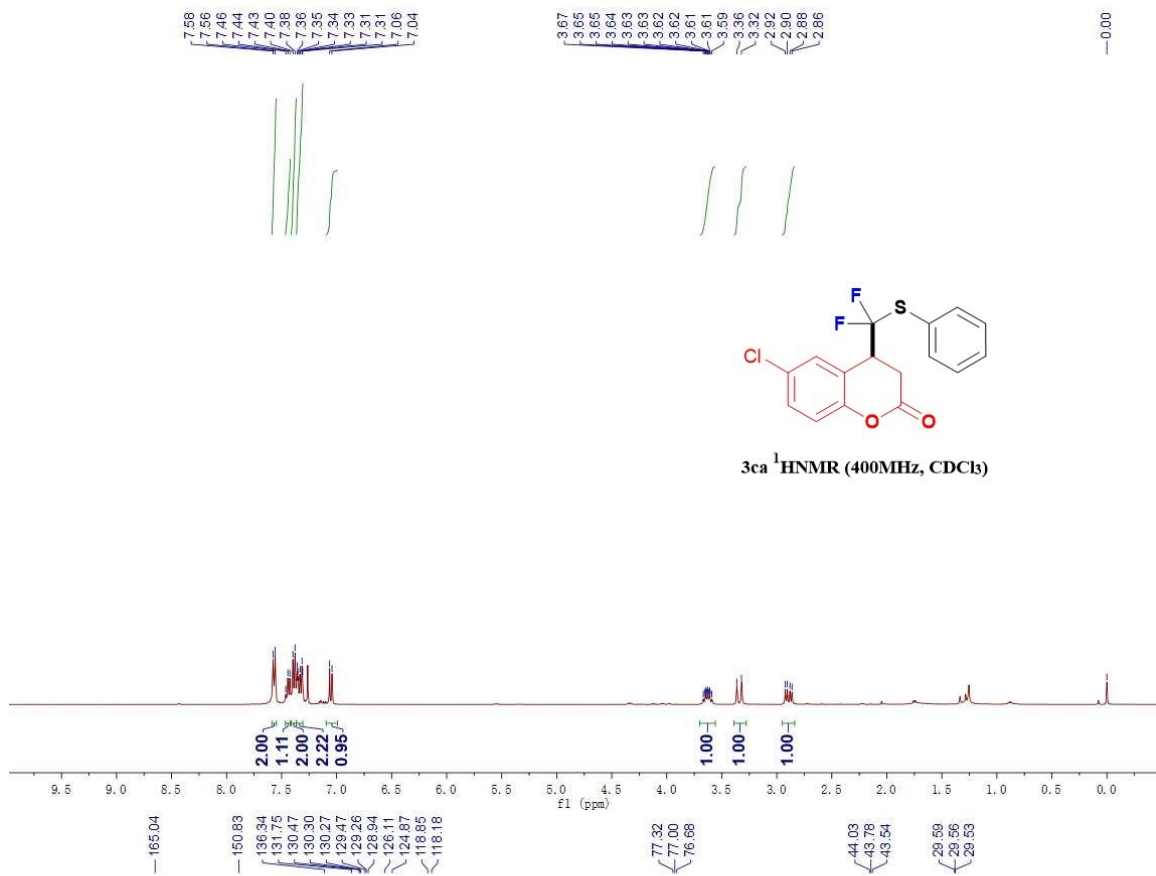 7.58 7.56 7.46 7.44 7.43 7.40 7.38 7.36 7.35 7.34 7.33 7.31 7.31 7.06 7.04 3.67 3.65 3.65 3.64 3.63 3.63 3.62 3.62 3.61 3.61 3.59 3.36 3.32 2.92 2.90 2.88 2.86 —0.00
F S
F
Cl
O O
3ca ¹HNMR (400MHz, CDCl₃)
2.00 1.11 2.00 2.22 0.95 1.00 1.00 1.00
9.5 9.0 8.5 8.0 7.5 7.0 6.5 6.0 5.5 5.0 4.5 4.0 3.5 3.0 2.5 2.0 1.5 1.0 0.5 0.0
f1 (ppm)
—165.04 —150.83 136.34 131.75 130.47 130.30 130.27 129.47 129.26 128.94 126.11 124.87 118.85 118.18 77.32 77.00 76.68 44.03 43.78 43.54 29.59 29.56 29.53